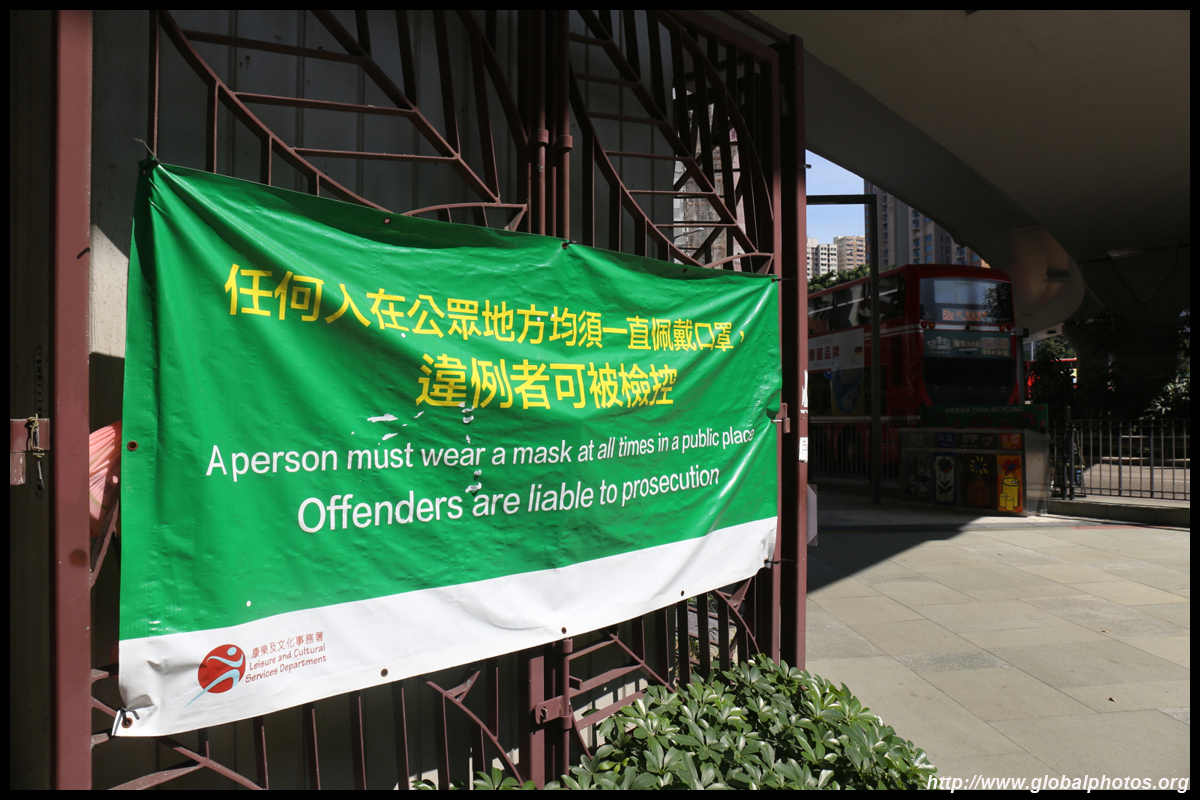 任何人在公眾地方均須一直佩戴口罩，
違例者可被檢控
A person must wear a mask at all times in a public place
Offenders are liable to prosecution
康樂及文化事務署
Leisure and Cultural
Services Department
http://www.globalphotos.org